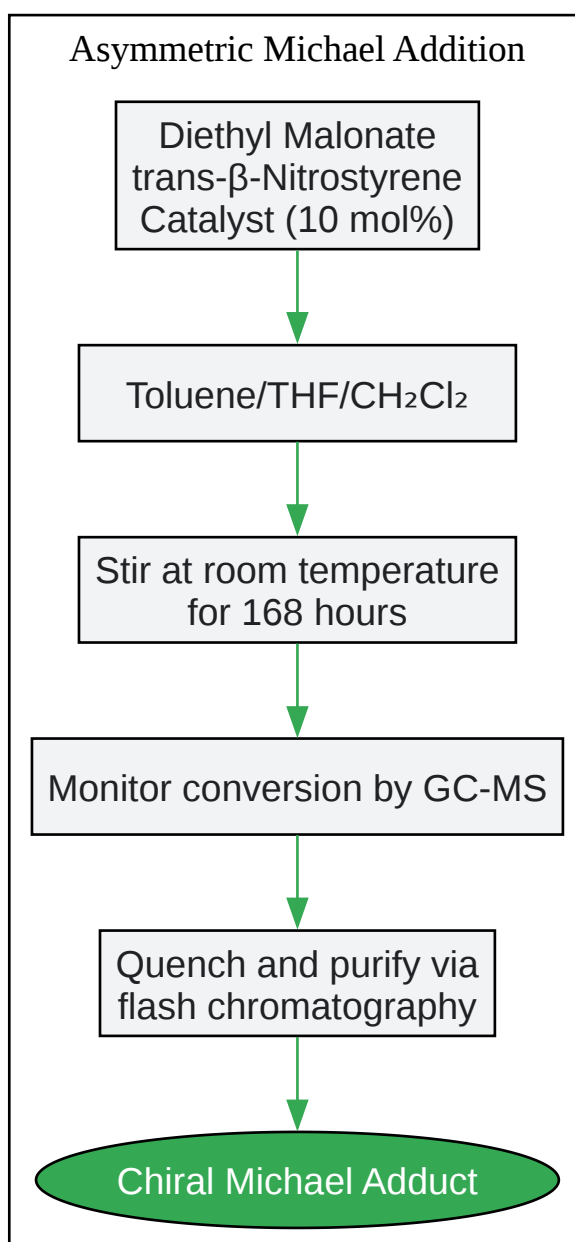 Asymmetric Michael Addition
Diethyl Malonate
trans-β-Nitrostyrene
Catalyst (10 mol%)
Toluene/THF/CH₂Cl₂
Stir at room temperature
for 168 hours
Monitor conversion by GC-MS
Quench and purify via
flash chromatography
Chiral Michael Adduct